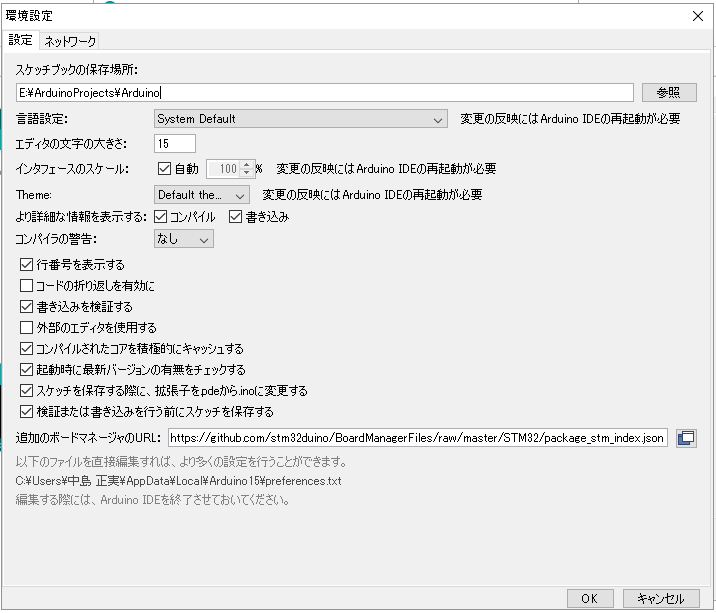 環境設定
設定 ネットワーク
スケッチブックの保存場所:
E:¥ArduinoProjects¥Arduino 参照
言語設定: System Default 変更の反映にはArduino IDEの再起動が必要
エディタの文字の大きさ: 15
インタフェースのスケール: 自動 100 % 変更の反映にはArduino IDEの再起動が必要
Theme: Default the... 変更の反映にはArduino IDEの再起動が必要
より詳細な情報を表示する: コンパイル 書き込み
コンパイラの警告: なし
行番号を表示する
コードの折り返しを有効に
書き込みを検証する
外部のエディタを使用する
コンパイルされたコアを積極的にキャッシュする
起動時に最新バージョンの有無をチェックする
スケッチを保存する際に、拡張子をpdeから.inoに変更する
検証または書き込みを行う前にスケッチを保存する
追加のボードマネージャのURL: https://github.com/stm32duino/BoardManagerFiles/raw/master/STM32/package_stm_index.json
以下のファイルを直接編集すれば、より多くの設定を行うことができます。
C:¥Users¥中島 正実¥AppData¥Local¥Arduino15¥preferences.txt
編集する際には、Arduino IDEを終了させておいてください。
OK キャンセル